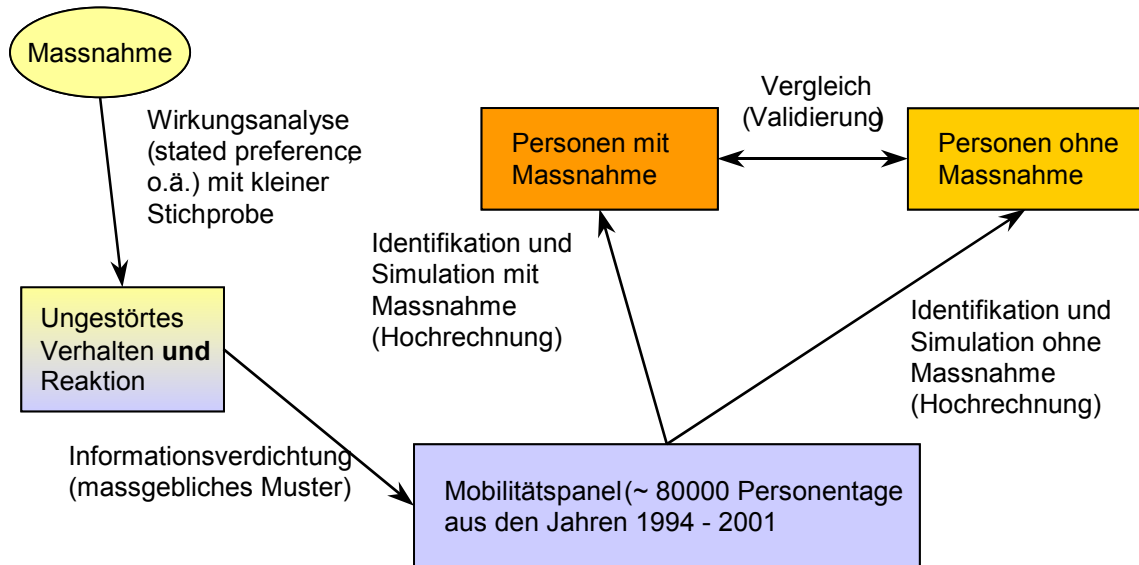 Massnahme
Wirkungsanalyse
(stated preference,
o.ä.) mit kleiner
Stichprobe
Ungestörtes
Verhalten und
Reaktion
Informationsverdichtung
(massgebliches Muster)
Vergleich
(Validierung)
Personen mit
Massnahme
Personen ohne
Massnahme
Identifikation und
Simulation mit
Massnahme
(Hochrechnung)
Identifikation und
Simulation ohne
Massnahme
(Hochrechnung)
Mobilitätspanel (~ 80000 Personentage
aus den Jahren 1994 - 2001